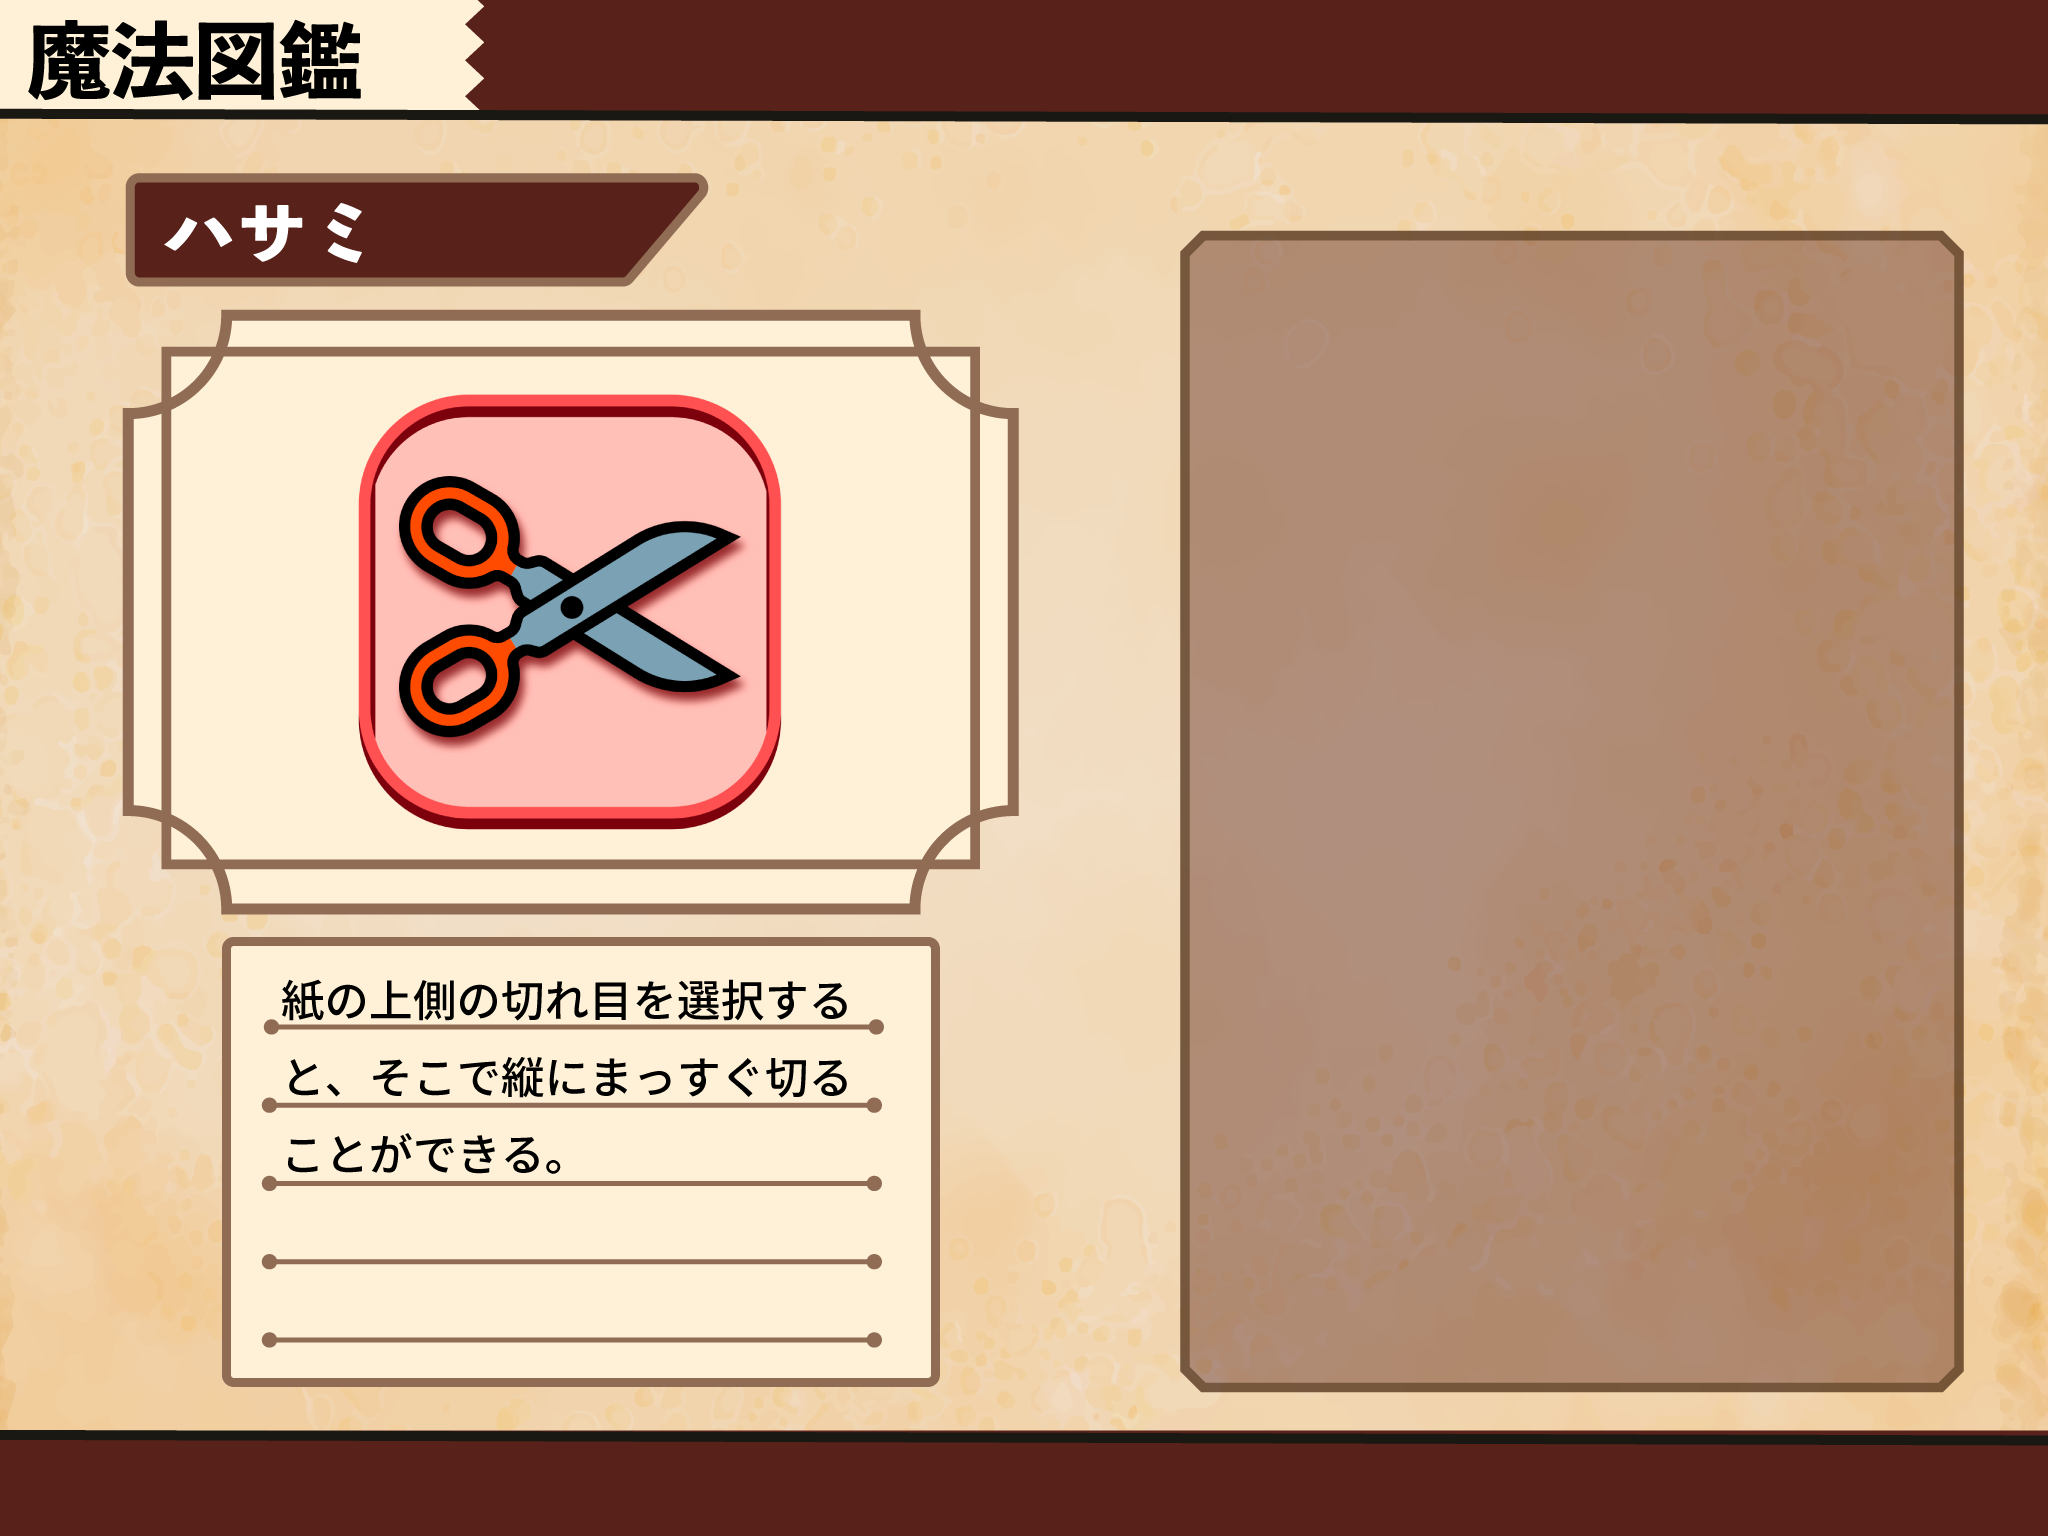 魔法図鑑
ハサミ
紙の上側の切れ目を選択する
と、そこで縦にまっすぐ切る
ことができる。